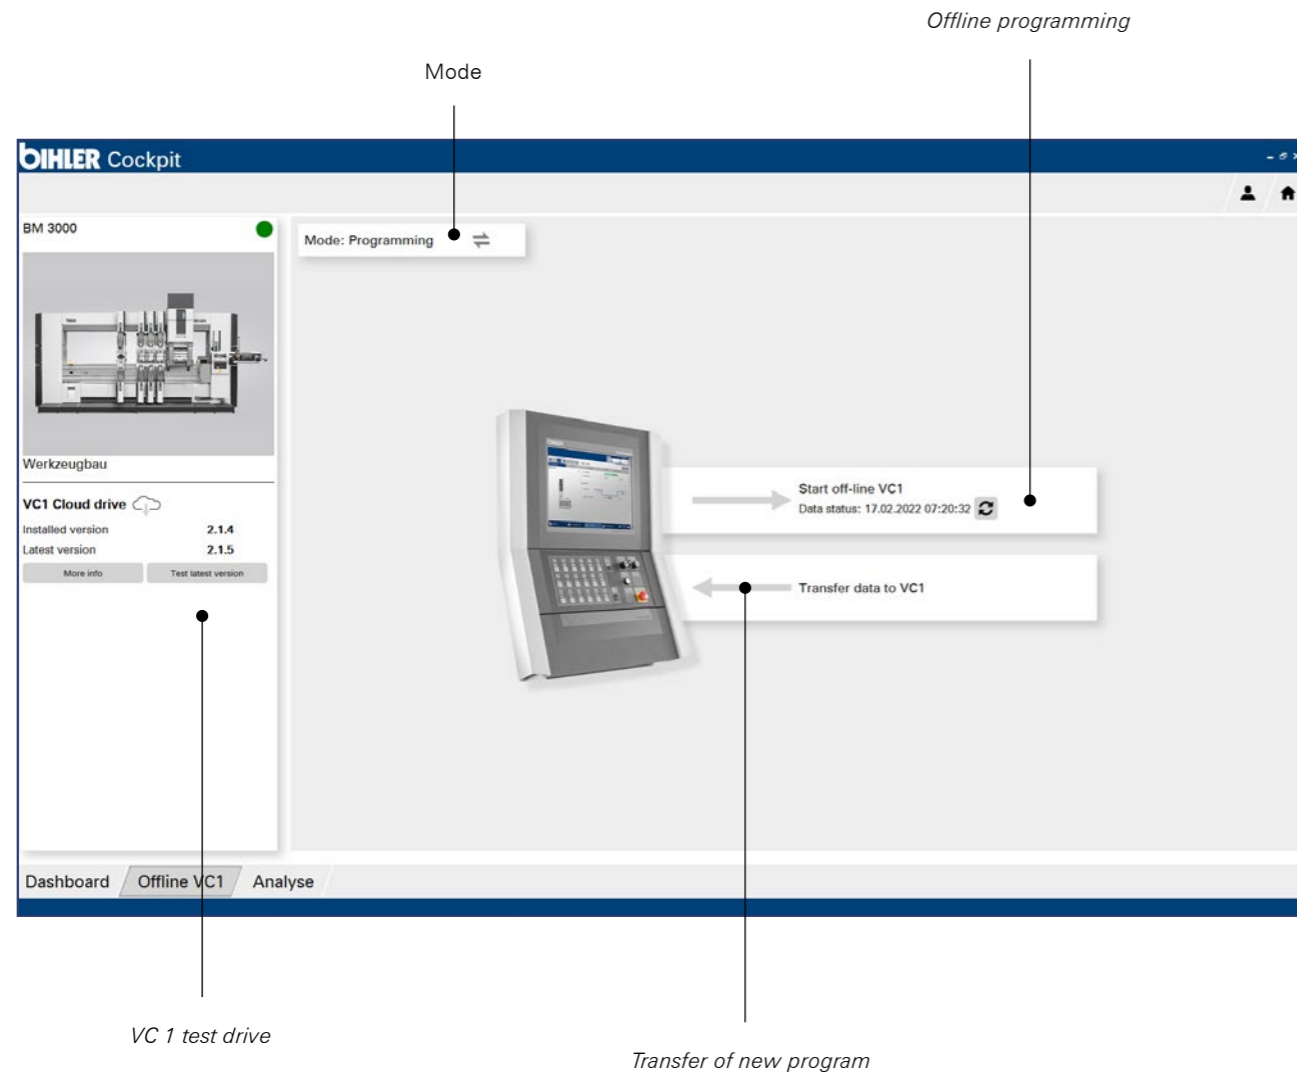 Offline programming
Mode
BIHLER Cockpit
BM 3000
Mode: Programming
Werkzeugbau
VC1 Cloud drive
Installed version 2.1.4
Latest version 2.1.5
More info Test latest version
Start off-line VC1
Data status: 17.02.2022 07:20:32
Transfer data to VC1
Dashboard Offline VC1 Analyse
VC 1 test drive
Transfer of new program